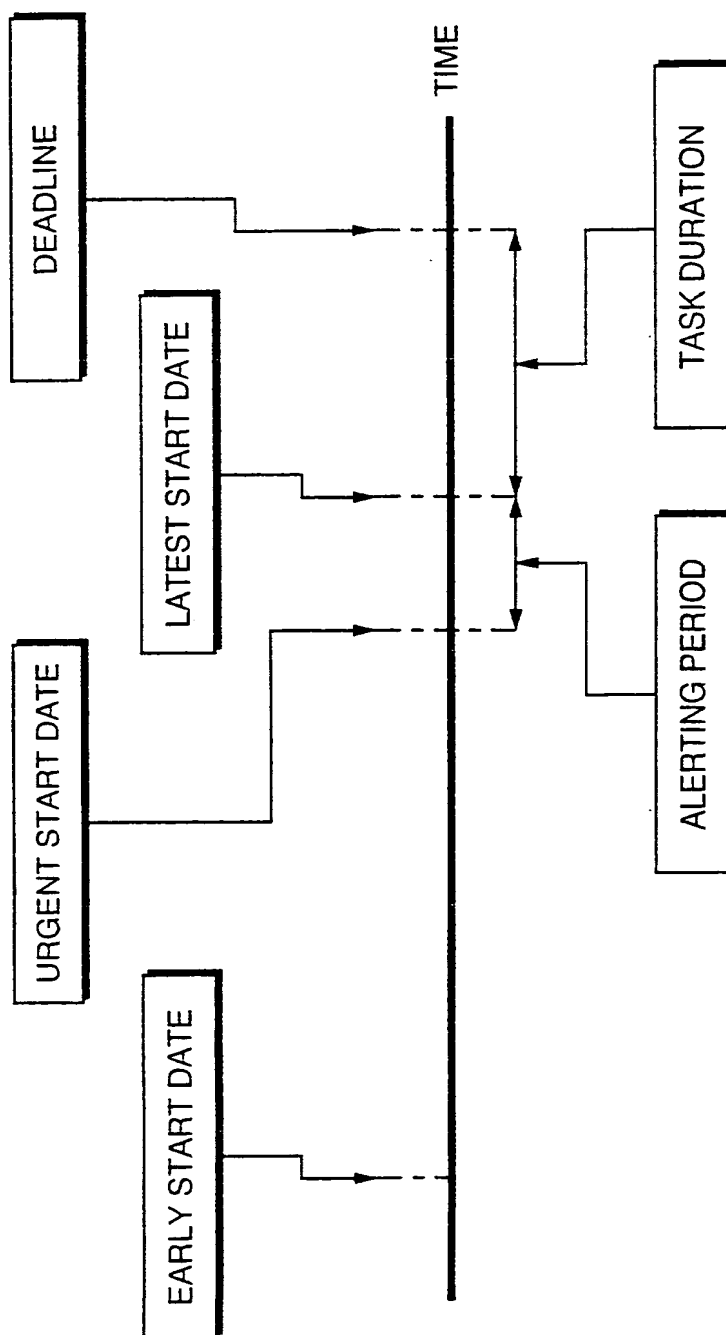 EARLY START DATE
URGENT START DATE
LATEST START DATE
DEADLINE
TIME
ALERTING PERIOD
TASK DURATION